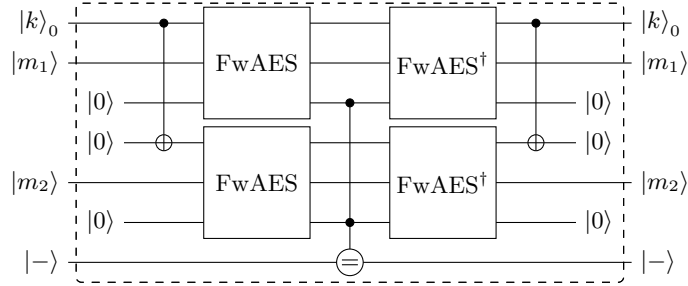 |k⟩₀ |k⟩₀
|m₁⟩ FwAES FwAES† |m₁⟩
|0⟩ |0⟩
|0⟩ |0⟩
|m₂⟩ FwAES FwAES† |m₂⟩
|0⟩ |0⟩
|−⟩ = |−⟩